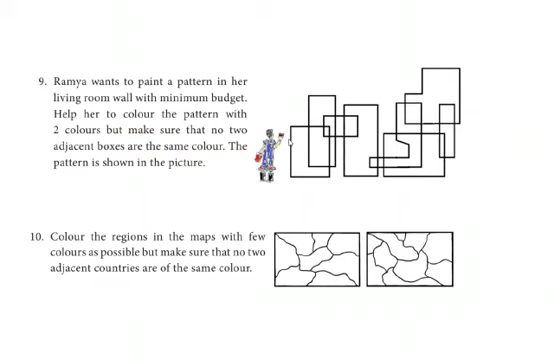 9. Ramya wants to paint a pattern in her
living room wall with minimum budget.
Help her to colour the pattern with
2 colours but make sure that no two
adjacent boxes are the same colour. The
pattern is shown in the picture.
10. Colour the regions in the maps with few
colours as possible but make sure that no two
adjacent countries are of the same colour.